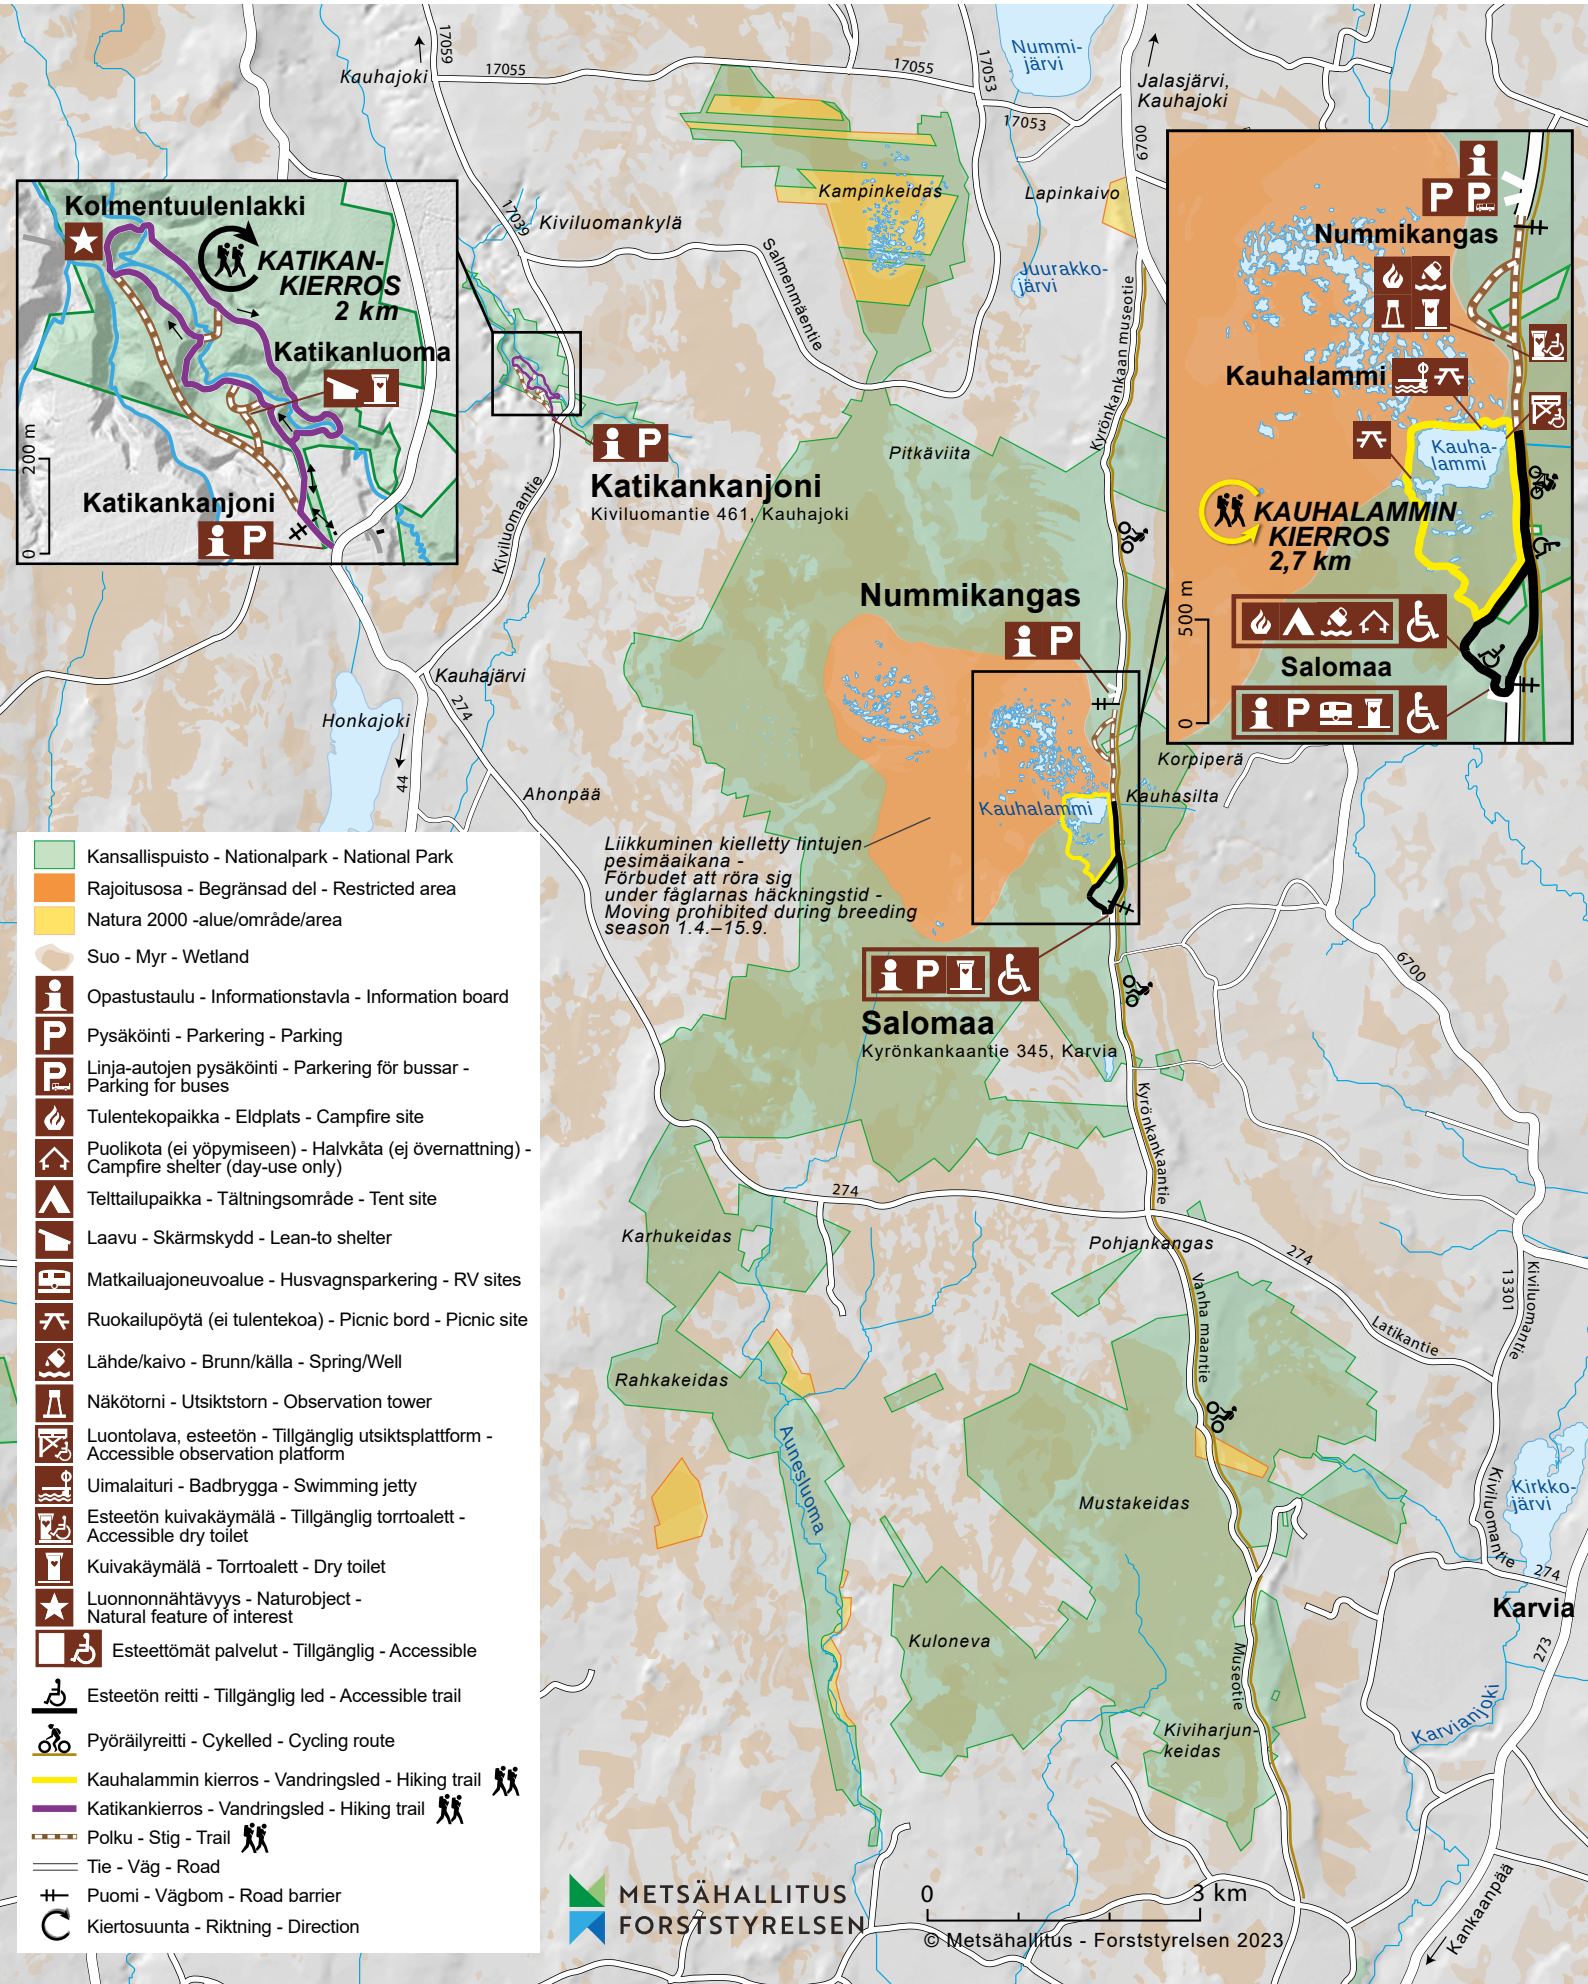 17059
Kauhajoki
17055
17055
17053
Nummi-
järvi
Jalasjärvi,
Kauhajoki
17053
6700
Kampinkeidas
Lapinkaivo
17039
Kiviluomankylä
Salmenmäentie
Juurakko-
järvi
Kyrönkankaan museotie
Kolmentuulenlakki
KATIKAN-
KIERROS
2 km
Katikanluoma
200 m
0
Katikankanjoni
i P
i P
Katikankanjoni
Kiviluomantie 461, Kauhajoki
Kiviluomantie
Pitkäviita
i
P P
Nummikangas
Kauhalammi
Kauha-
lammi
KAUHALAMMIN
KIERROS
2,7 km
500 m
0
Salomaa
i P
Nummikangas
i P
Kauhajärvi
274
Honkajoki
44
Ahonpää
Korpiperä
Kauhasilta
Kauhalammi
Liikkuminen kielletty lintujen
pesimäaikana -
Förbudet att röra sig
under fåglarnas häckningstid -
Moving prohibited during breeding
season 1.4.–15.9.
i P
Salomaa
Kyrönkankaantie 345, Karvia
6700
Kyrönkankaantie
274
Karhukeidas
Pohjankangas
274
Vanha maantie
Latikantie
13301
Kiviluomantie
Rahkakeidas
Aunesluoma
Mustakeidas
Kiviluomantie
Kirkko-
järvi
274
Karvia
273
Kuloneva
Museotie
Kiviharjun-
keidas
Karvianjoki
Kankaanpää
Kansallispuisto - Nationalpark - National Park
Rajoitusosa - Begränsad del - Restricted area
Natura 2000 -alue/område/area
Suo - Myr - Wetland
i Opastustaulu - Informationstavla - Information board
P Pysäköinti - Parkering - Parking
P Linja-autojen pysäköinti - Parkering för bussar -
Parking for buses
Tulentekopaikka - Eldplats - Campfire site
Puolikota (ei yöpymiseen) - Halvkåta (ej övernattning) -
Campfire shelter (day-use only)
Telttailupaikka - Tältningsområde - Tent site
Laavu - Skärmskydd - Lean-to shelter
Matkailuajoneuvoalue - Husvagnsparkering - RV sites
Ruokailupöytä (ei tulentekoa) - Picnic bord - Picnic site
Lähde/kaivo - Brunn/källa - Spring/Well
Näkötorni - Utsiktstorn - Observation tower
Luontolava, esteetön - Tillgänglig utsiktsplattform -
Accessible observation platform
Uimalaituri - Badbrygga - Swimming jetty
Esteetön kuivakäymälä - Tillgänglig torrtoalett -
Accessible dry toilet
Kuivakäymälä - Torrtoalett - Dry toilet
Luonnonnähtävyys - Naturobject -
Natural feature of interest
Esteettömät palvelut - Tillgänglig - Accessible
Esteetön reitti - Tillgänglig led - Accessible trail
Pyöräilyreitti - Cykelled - Cycling route
Kauhalammin kierros - Vandringsled - Hiking trail
Katikankierros - Vandringsled - Hiking trail
Polku - Stig - Trail
Tie - Väg - Road
Puomi - Vägbom - Road barrier
Kiertosuunta - Riktning - Direction
METSÄHALLITUS
FORSTSTYRELSEN
0 3 km
© Metsähallitus - Forststyrelsen 2023